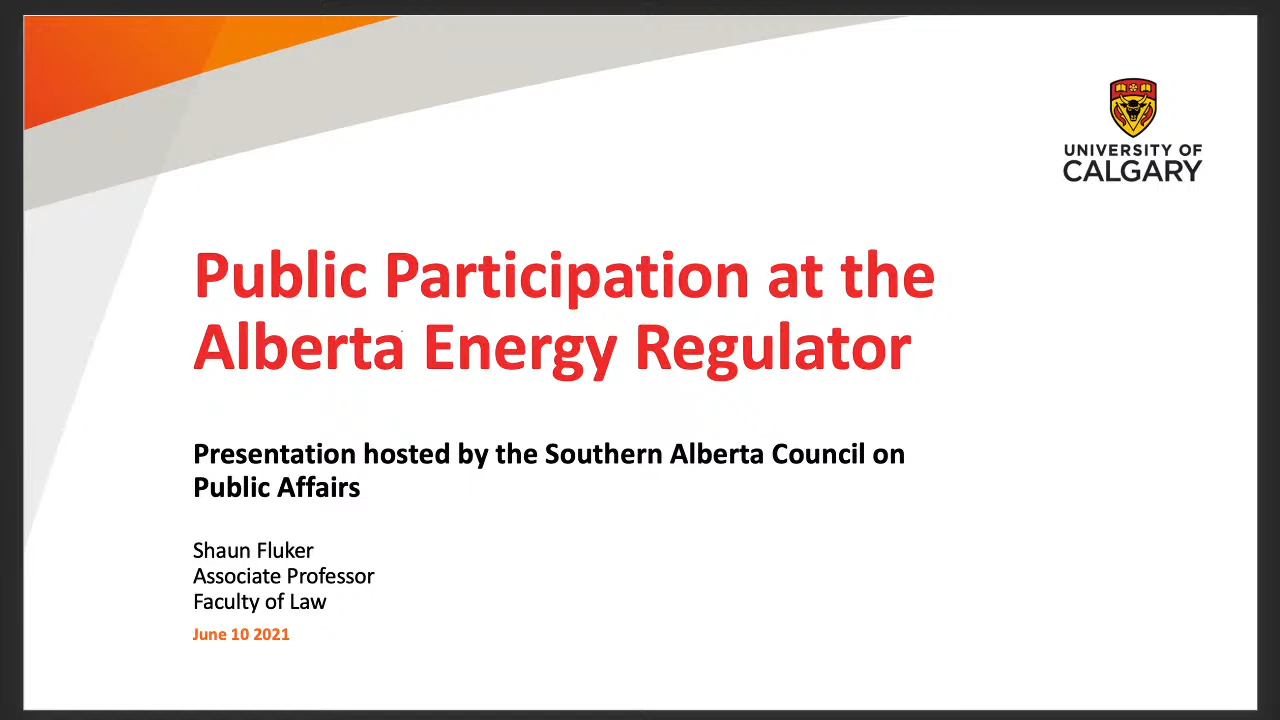 UNIVERSITY OF
CALGARY
Public Participation at the
Alberta Energy Regulator
Presentation hosted by the Southern Alberta Council on
Public Affairs
Shaun Fluker
Associate Professor
Faculty of Law
June 10 2021